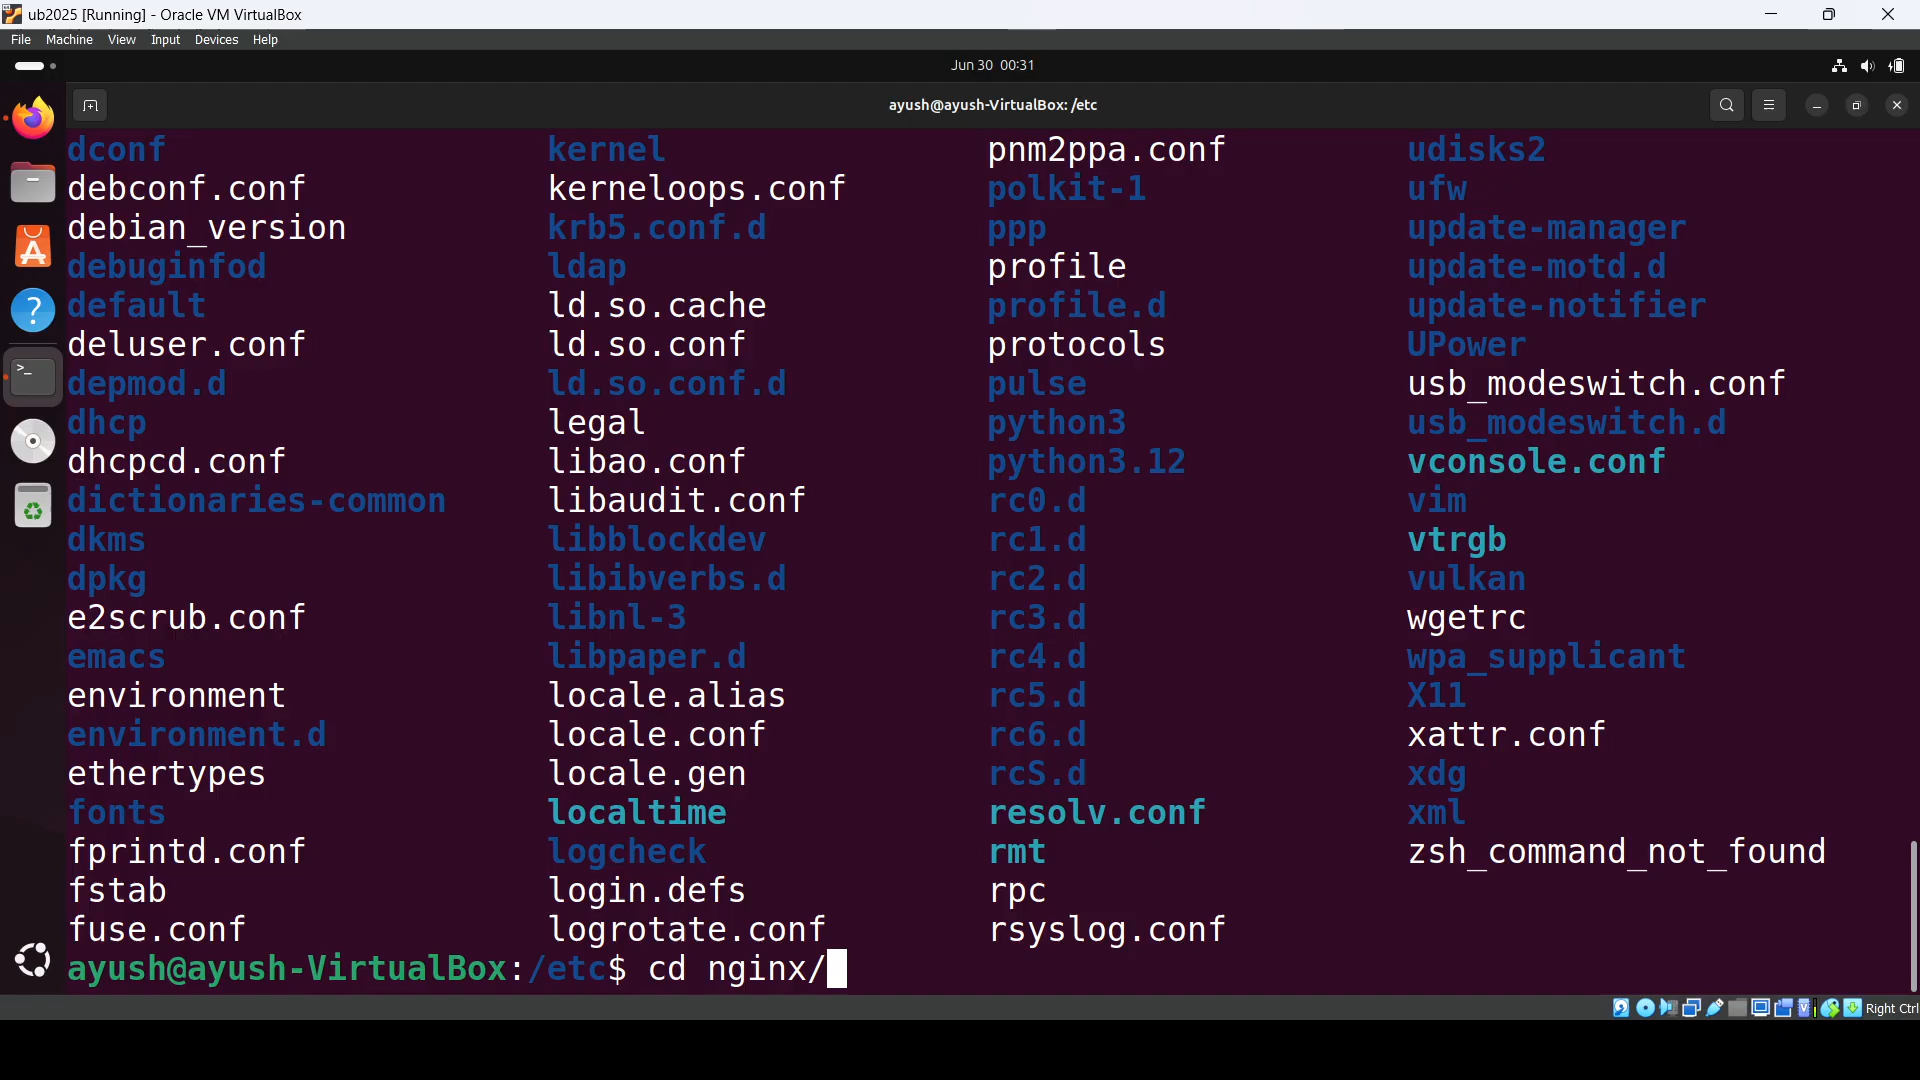 ub2025 [Running] - Oracle VM VirtualBox
File Machine View Input Devices Help
Jun 30 00:31
ayush@ayush-VirtualBox: /etc
dconf kernel pnm2ppa.conf udisks2
debconf.conf kerneloops.conf polkit-1 ufw
debian_version krb5.conf.d ppp update-manager
debuginfod ldap profile update-motd.d
default ld.so.cache profile.d update-notifier
deluser.conf ld.so.conf protocols UPower
depmod.d ld.so.conf.d pulse usb_modeswitch.conf
dhcp legal python3 usb_modeswitch.d
dhcpcd.conf libao.conf python3.12 vconsole.conf
dictionaries-common libaudit.conf rc0.d vim
dkms libblockdev rc1.d vtrgb
dpkg libibverbs.d rc2.d vulkan
e2scrub.conf libnl-3 rc3.d wgetrc
emacs libpaper.d rc4.d wpa_supplicant
environment locale.alias rc5.d X11
environment.d locale.conf rc6.d xattr.conf
ethertypes locale.gen rcS.d xdg
fonts localtime resolv.conf xml
fprintd.conf logcheck rmt zsh_command_not_found
fstab login.defs rpc
fuse.conf logrotate.conf rsyslog.conf
ayush@ayush-VirtualBox:/etc$ cd nginx/
Right Ctrl